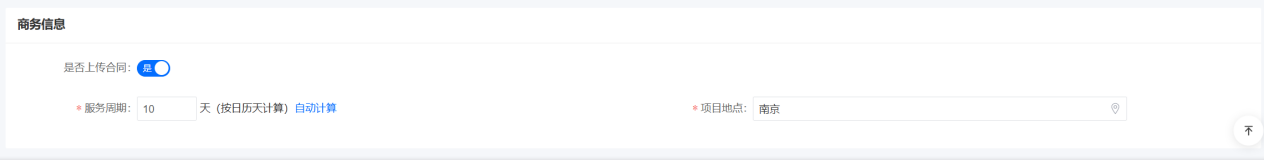 商务信息
是否上传合同： 是
* 服务周期： 10 天（按日历天计算） 自动计算 * 项目地点： 南京